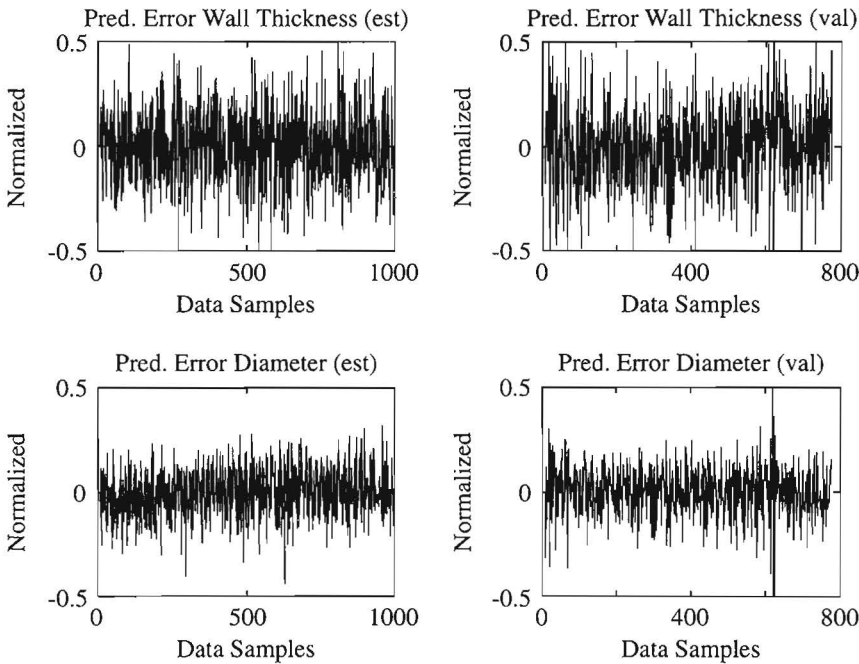 Pred. Error Wall Thickness (est)
0.5
0
-0.5
Normalized
0
500
1000
Data Samples
Pred. Error Wall Thickness (val)
0.5
0
-0.5
Normalized
0
400
800
Data Samples
Pred. Error Diameter (est)
0.5
0
-0.5
Normalized
0
500
1000
Data Samples
Pred. Error Diameter (val)
0.5
0
-0.5
Normalized
0
400
800
Data Samples